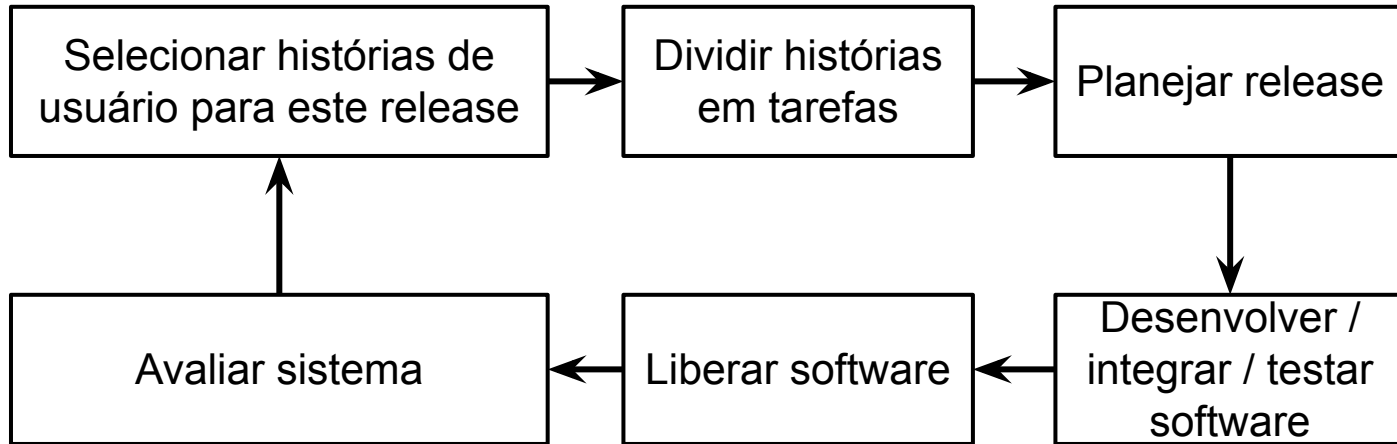 Selecionar histórias de
usuário para este release
Dividir histórias
em tarefas
Planejar release
Avaliar sistema
Liberar software
Desenvolver /
integrar / testar
software